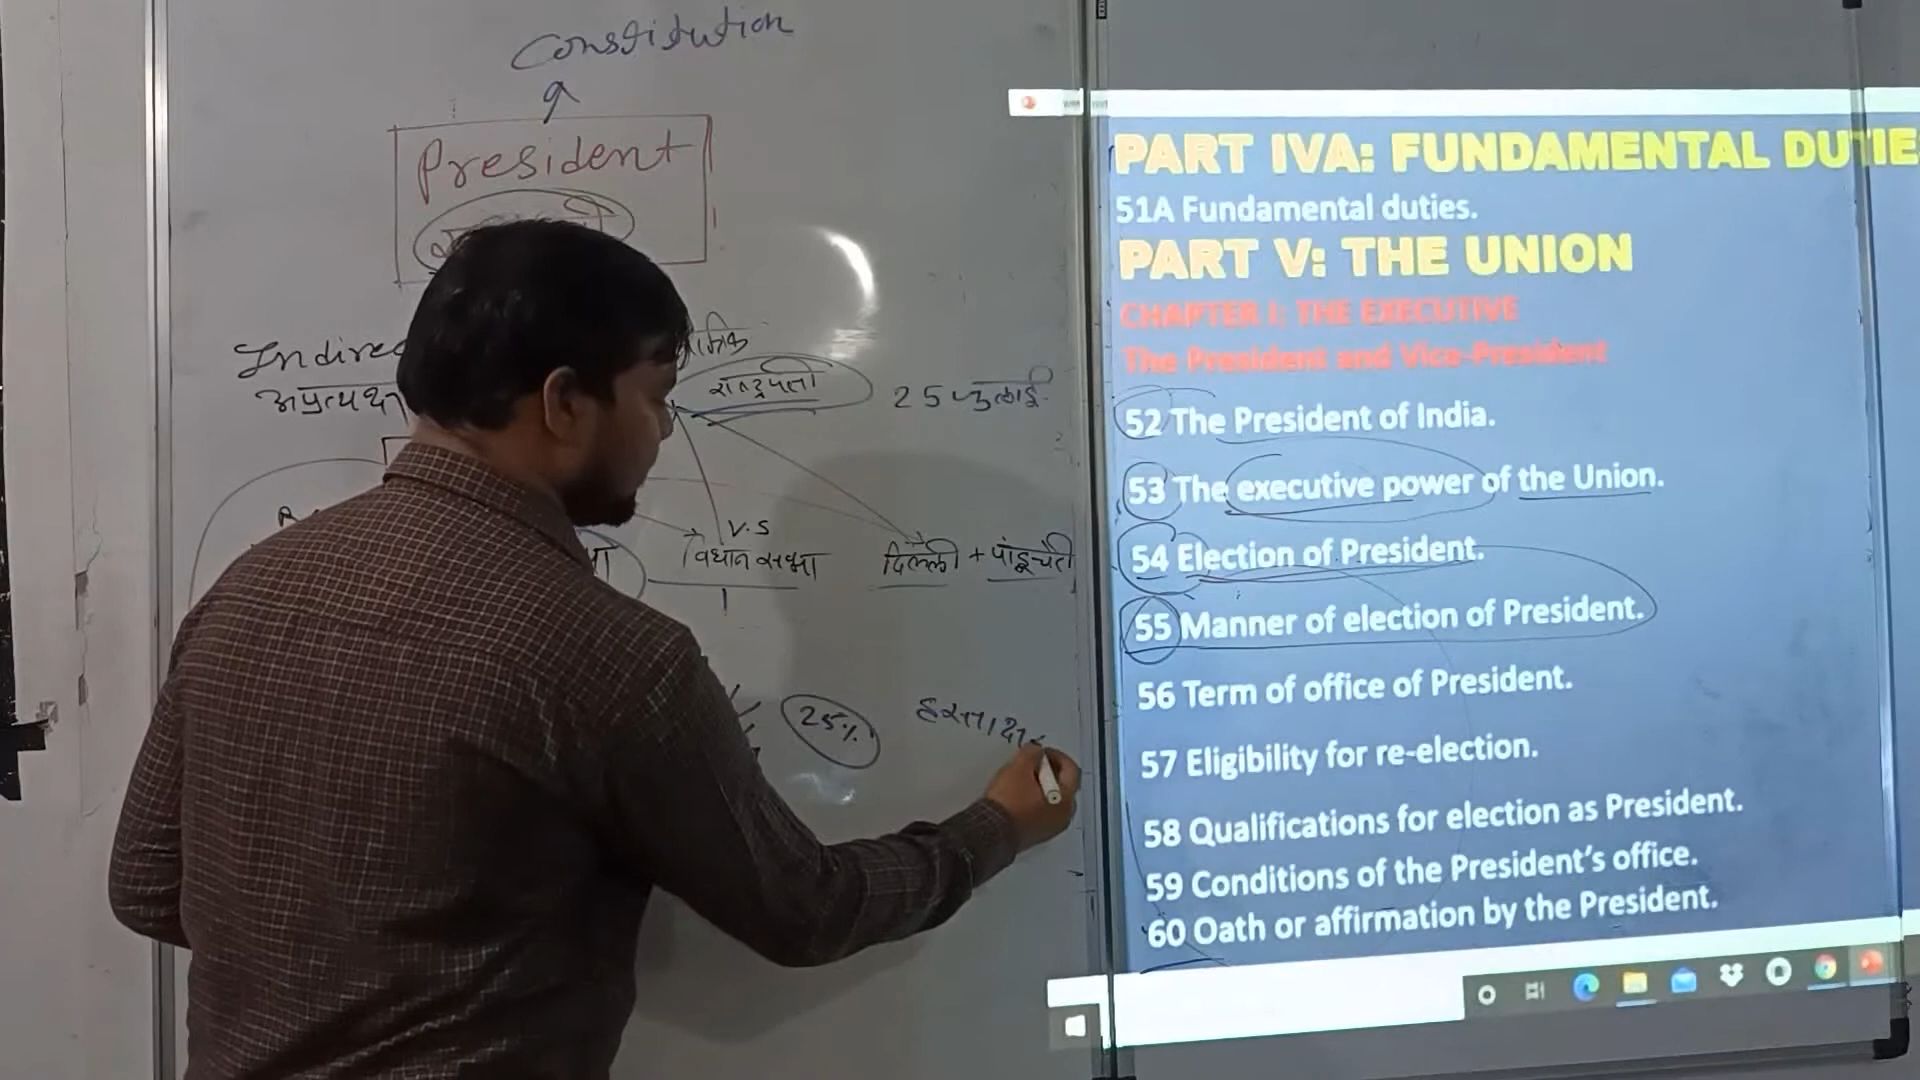 Constitution
President
Indirec
अप्रत्यक्ष
राष्ट्रपती
25 जुलाई
V.S
विधान सभा
दिल्ली + पांडूचेरी
25%
PART IVA: FUNDAMENTAL DUTIE
51A Fundamental duties.
PART V: THE UNION
CHAPTER I: THE EXECUTIVE
The President and Vice-President
52 The President of India.
53 The executive power of the Union.
54 Election of President.
55 Manner of election of President.
56 Term of office of President.
57 Eligibility for re-election.
58 Qualifications for election as President.
59 Conditions of the President's office.
60 Oath or affirmation by the President.